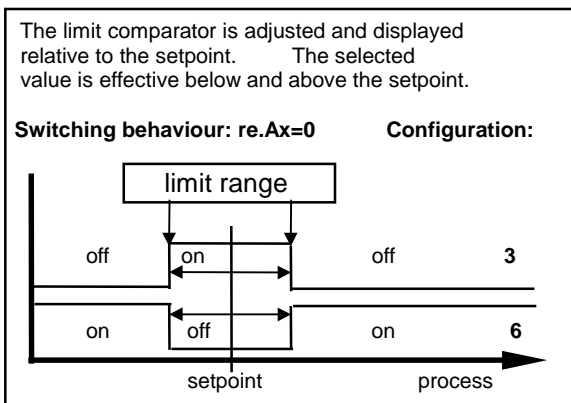 The limit comparator is adjusted and displayed
relative to the setpoint. The selected
value is effective below and above the setpoint.
Switching behaviour: re.Ax=0 Configuration:
limit range
off on off 3
on off on 6
setpoint process